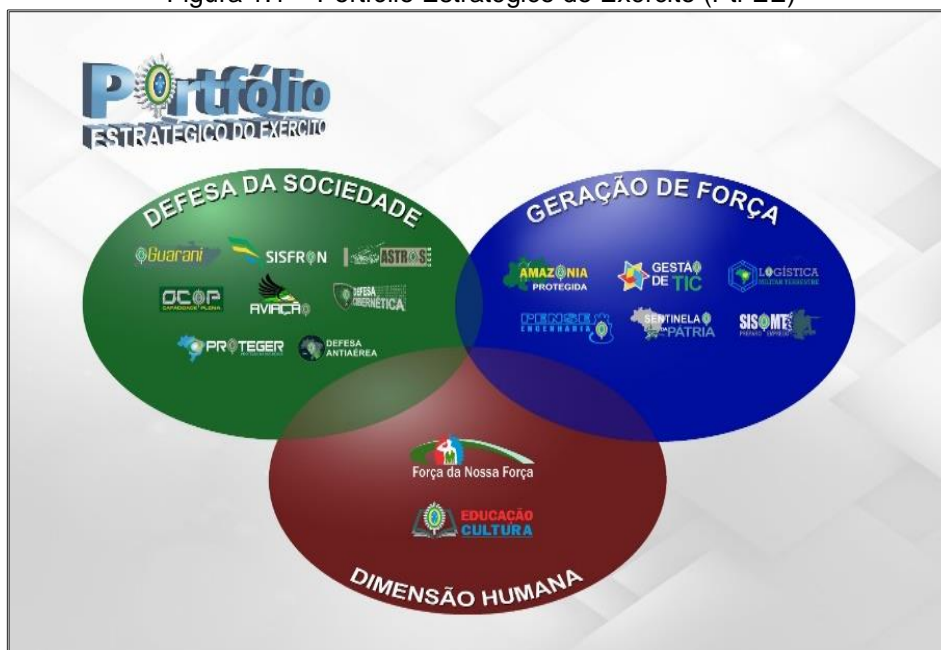 Portfólio
ESTRATÉGICO DO EXÉRCITO
DEFESA DA SOCIEDADE
Guarani
SISFRON
ASTROS
OCOP
CAPACIDADE PLENA
AVIAÇÃO
DEFESA
CIBERNÉTICA
PROTEGER
DEFESA
ANTIAÉREA
GERAÇÃO DE FORÇA
AMAZÔNIA
PROTEGIDA
GESTÃO
DE TIC
LOGÍSTICA
MILITAR TERRESTRE
PENSE
ENGENHARIA
SENTINELA
DA PÁTRIA
SISOMT
PREPARO EMPREGO
Força da Nossa Força
EDUCAÇÃO
CULTURA
DIMENSÃO HUMANA